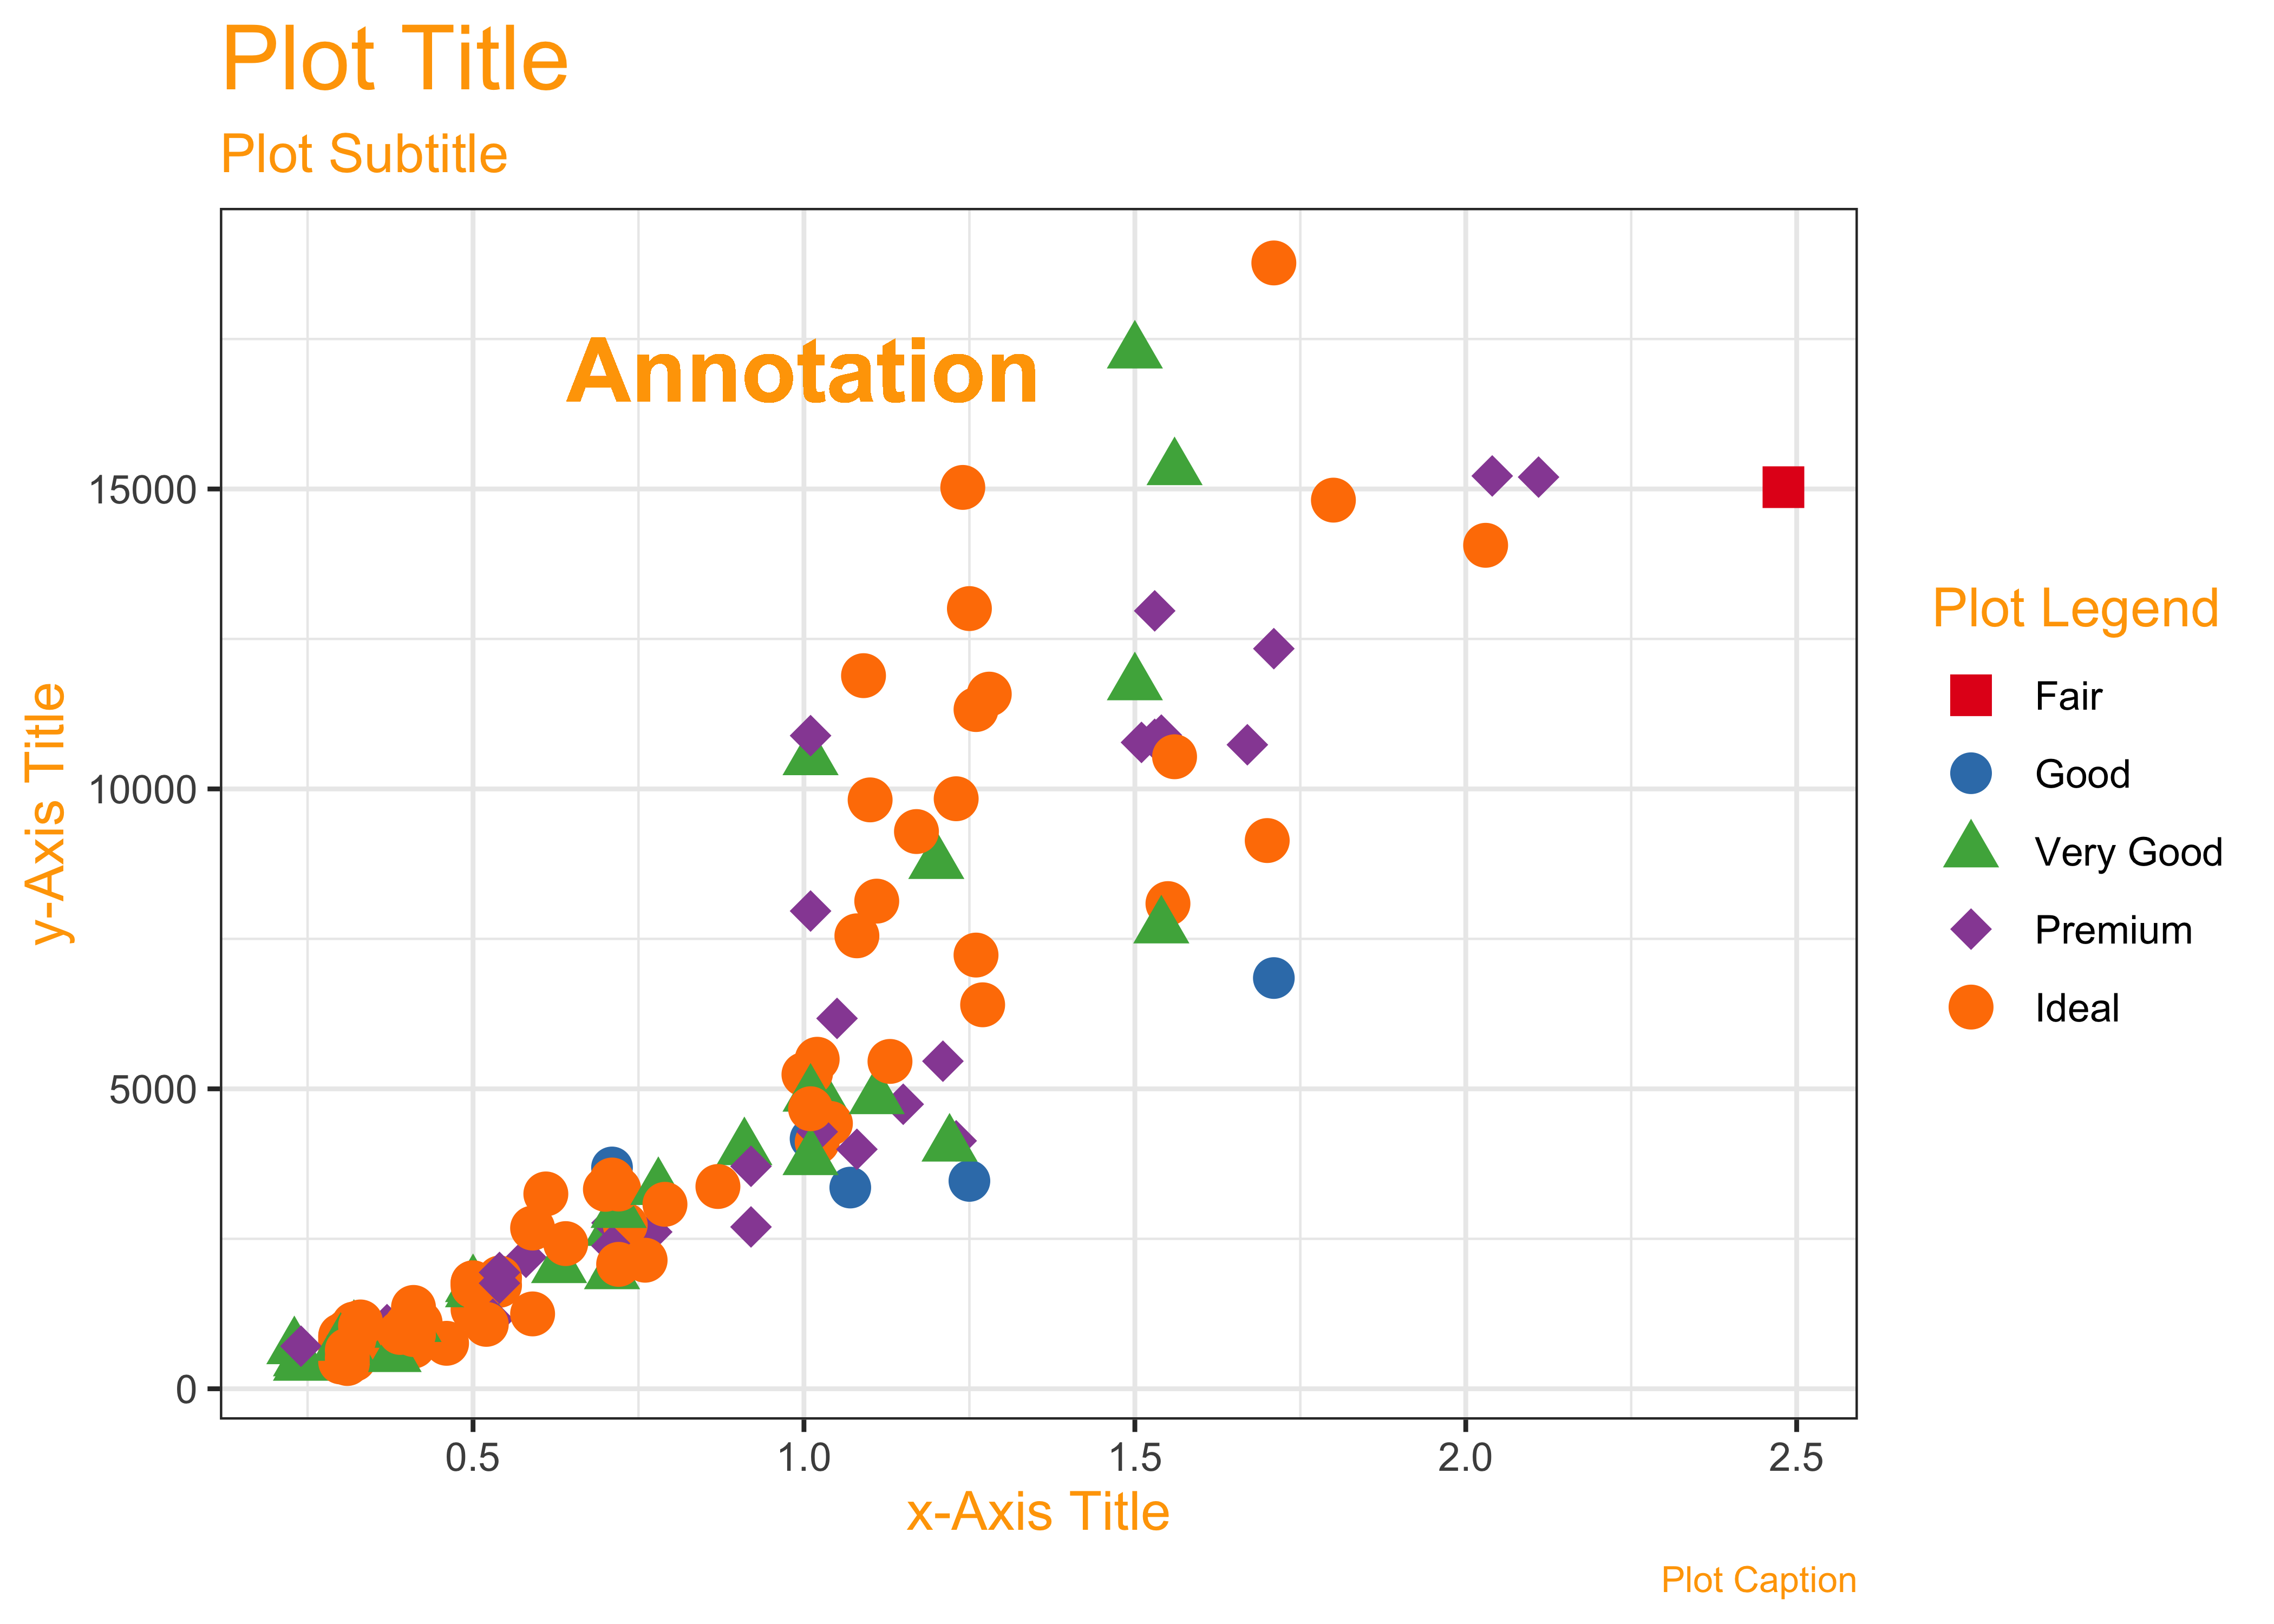 Plot Title
Plot Subtitle
Annotation
15000
10000
5000
0
y-Axis Title
0.5 1.0 1.5 2.0 2.5
x-Axis Title
Plot Legend
Fair
Good
Very Good
Premium
Ideal
Plot Caption